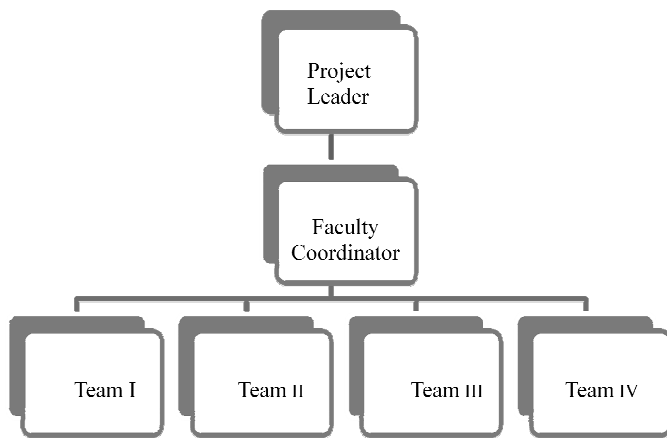 Project
Leader
Faculty
Coordinator
Team I
Team II
Team III
Team IV